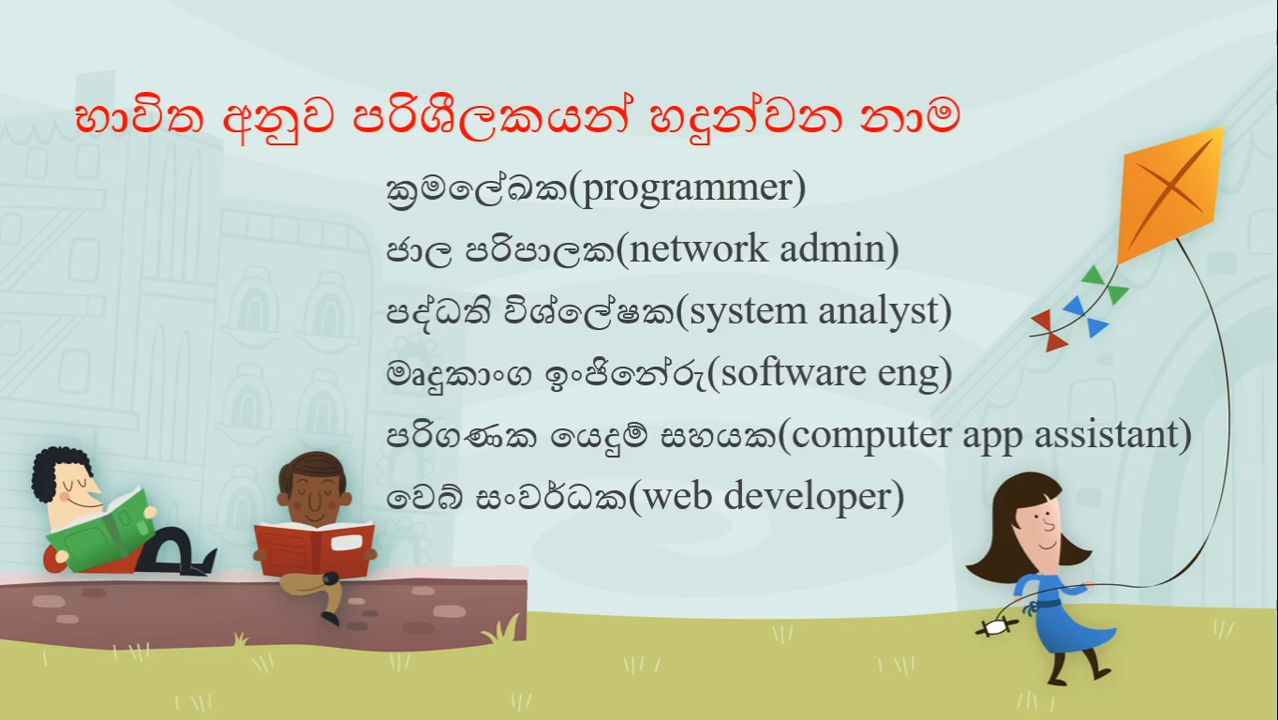 භාවිත අනුව පරිශීලකයන් හදුන්වන නාම
ක්‍රමලේඛක(programmer)
ජාල පරිපාලක(network admin)
පද්ධති විශ්ලේෂක(system analyst)
මෘදුකාංග ඉංජිනේරු(software eng)
පරිගණක යෙදුම් සහයක(computer app assistant)
වෙබ් සංවර්ධක(web developer)